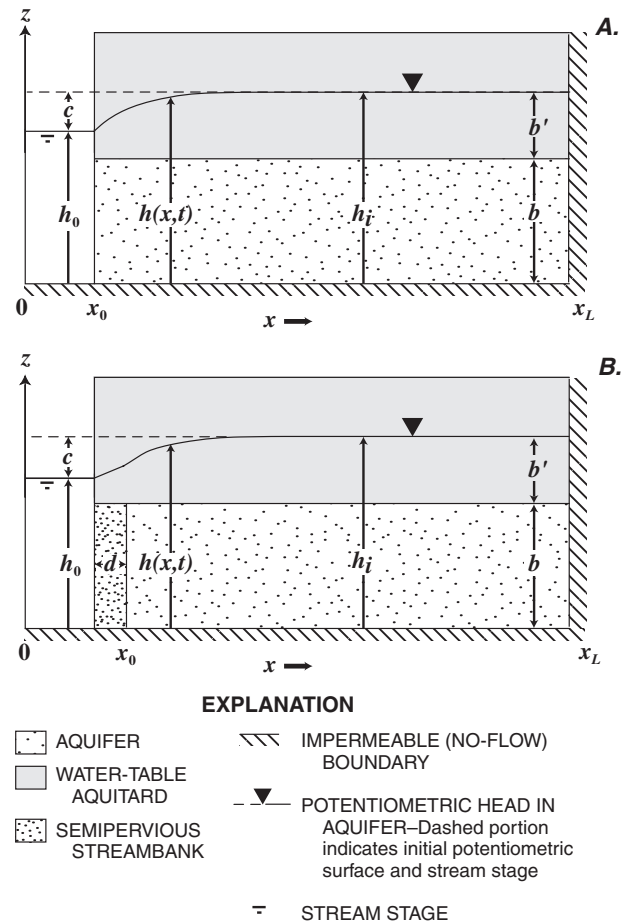 z
A.
c
b'
h0
h(x,t)
hi
b
0
x0
x
xL
z
B.
c
b'
h0
d
h(x,t)
hi
b
0
x0
x
xL
EXPLANATION
AQUIFER
WATER-TABLE
AQUITARD
SEMIPERVIOUS
STREAMBANK
IMPERMEABLE (NO-FLOW)
BOUNDARY
POTENTIOMETRIC HEAD IN
AQUIFER–Dashed portion
indicates initial potentiometric
surface and stream stage
STREAM STAGE